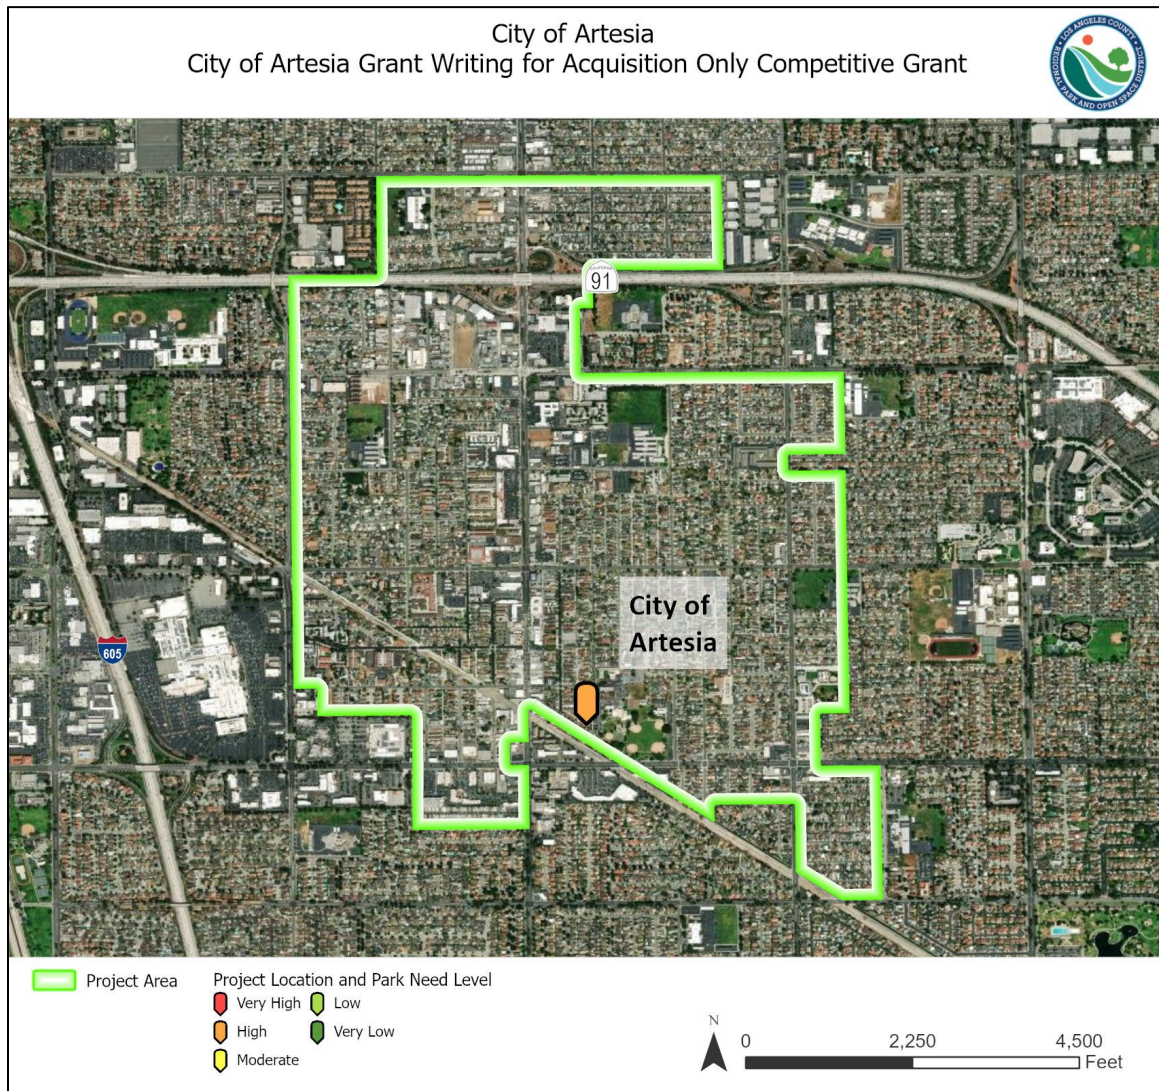 City of Artesia
City of Artesia Grant Writing for Acquisition Only Competitive Grant
LOS ANGELES COUNTY
REGIONAL PARK AND OPEN SPACE DISTRICT
CALIFORNIA
91
605
City of
Artesia
Project Area
Project Location and Park Need Level
Very High
Low
High
Very Low
Moderate
N
0
2,250
4,500
Feet